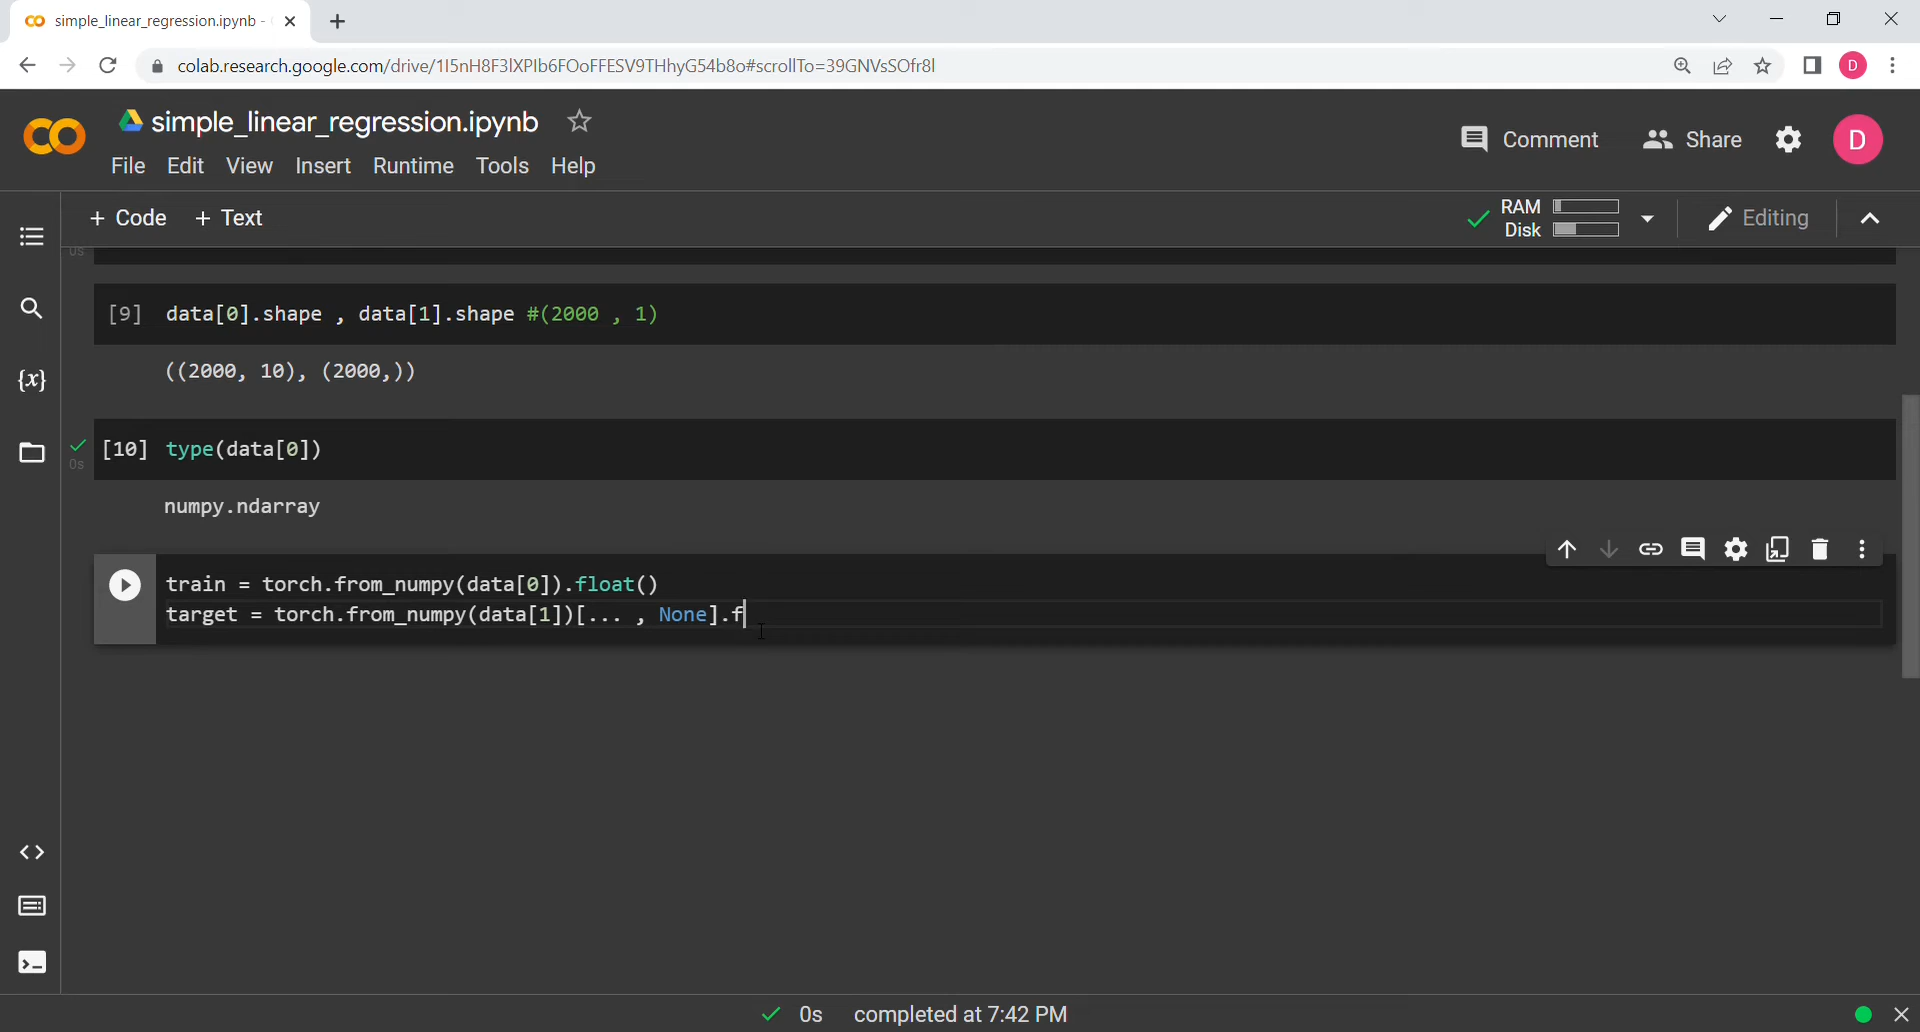 simple_linear_regression.ipynb -
colab.research.google.com/drive/1I5nH8F3IXPIb6FOoFFESV9THhyG54b8o#scrollTo=39GNVsSOfr8l
D
simple_linear_regression.ipynb
Comment
Share
D
File Edit View Insert Runtime Tools Help
+ Code + Text
RAM
Disk
Editing
0s
[9] data[0].shape , data[1].shape #(2000 , 1)
((2000, 10), (2000,))
{x}
[10] type(data[0])
0s
numpy.ndarray
train = torch.from_numpy(data[0]).float()
target = torch.from_numpy(data[1])[... , None].f
0s completed at 7:42 PM